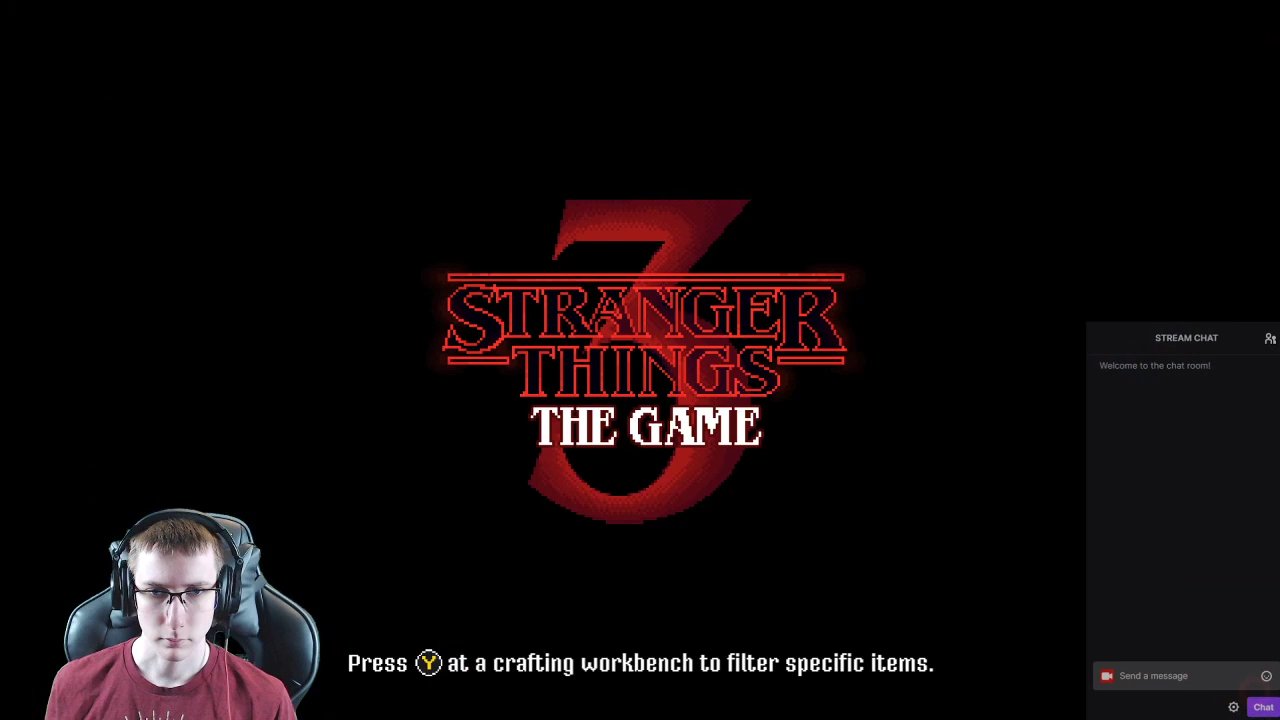 3
STRANGER
THINGS
THE GAME
STREAM CHAT
Welcome to the chat room!
Press Y at a crafting workbench to filter specific items.
Send a message
Chat